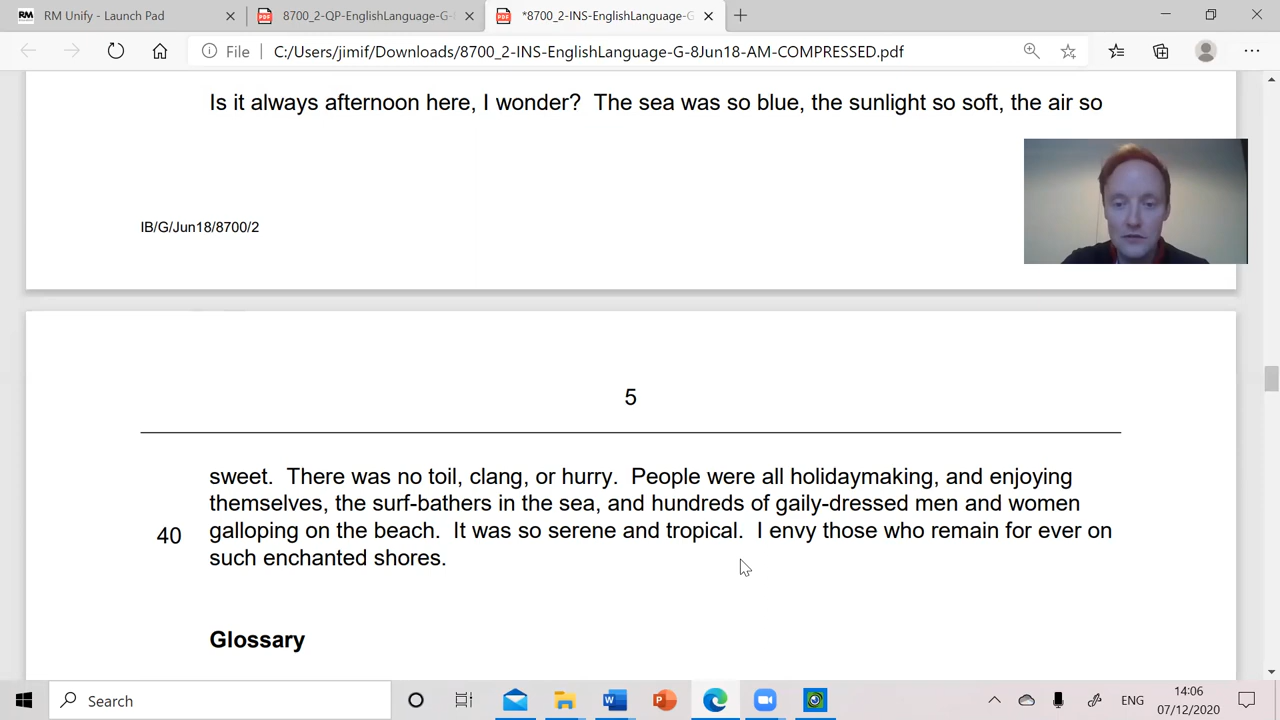 RM Unify - Launch Pad
8700_2-QP-EnglishLanguage-G-
*8700_2-INS-EnglishLanguage-G
File
C:/Users/jimif/Downloads/8700_2-INS-EnglishLanguage-G-8Jun18-AM-COMPRESSED.pdf
Is it always afternoon here, I wonder? The sea was so blue, the sunlight so soft, the air so
IB/G/Jun18/8700/2
5
sweet. There was no toil, clang, or hurry. People were all holidaymaking, and enjoying
themselves, the surf-bathers in the sea, and hundreds of gaily-dressed men and women
40 galloping on the beach. It was so serene and tropical. I envy those who remain for ever on
such enchanted shores.
Glossary
Search
ENG
14:06
07/12/2020